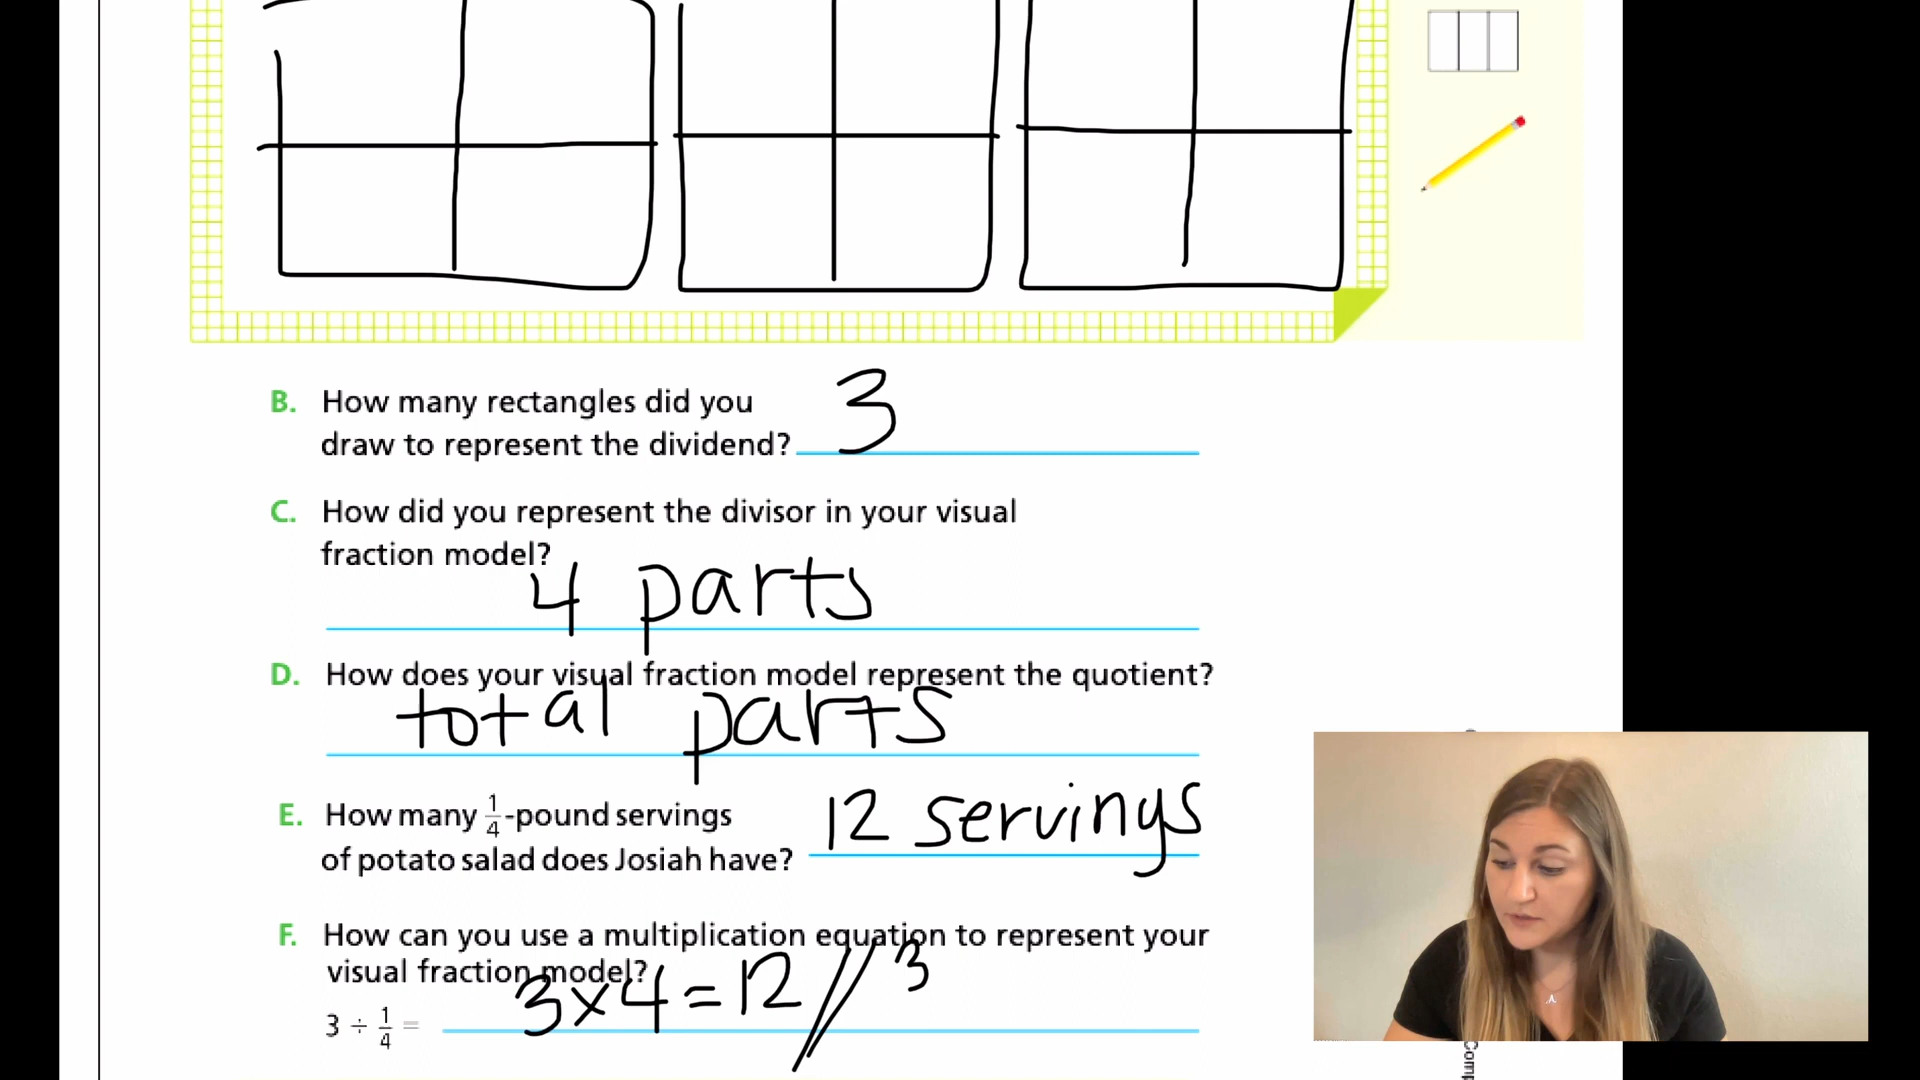 B. How many rectangles did you
draw to represent the dividend? 3
C. How did you represent the divisor in your visual
fraction model?
4 parts
D. How does your visual fraction model represent the quotient?
total parts
E. How many 1/4-pound servings
of potato salad does Josiah have? 12 servings
F. How can you use a multiplication equation to represent your
visual fraction model?
3 ÷ 1/4 = 3x4=12 // 3